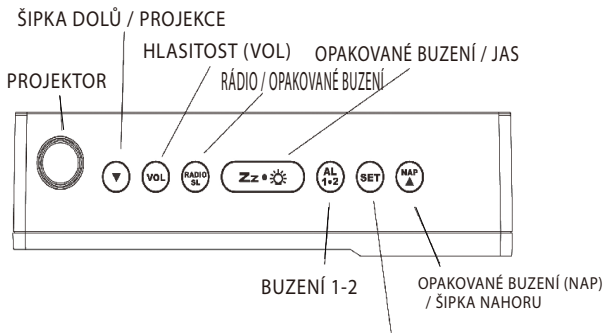 ŠIPKA DOLŮ / PROJEKCE
HLASITOST (VOL)
OPAKOVANÉ BUZENÍ / JAS
PROJEKTOR
RÁDIO / OPAKOVANÉ BUZENÍ
▼
VOL
RADIO
SL
Zz
AL
1•2
SET
NAP
▲
BUZENÍ 1-2
OPAKOVANÉ BUZENÍ (NAP)
/ ŠIPKA NAHORU